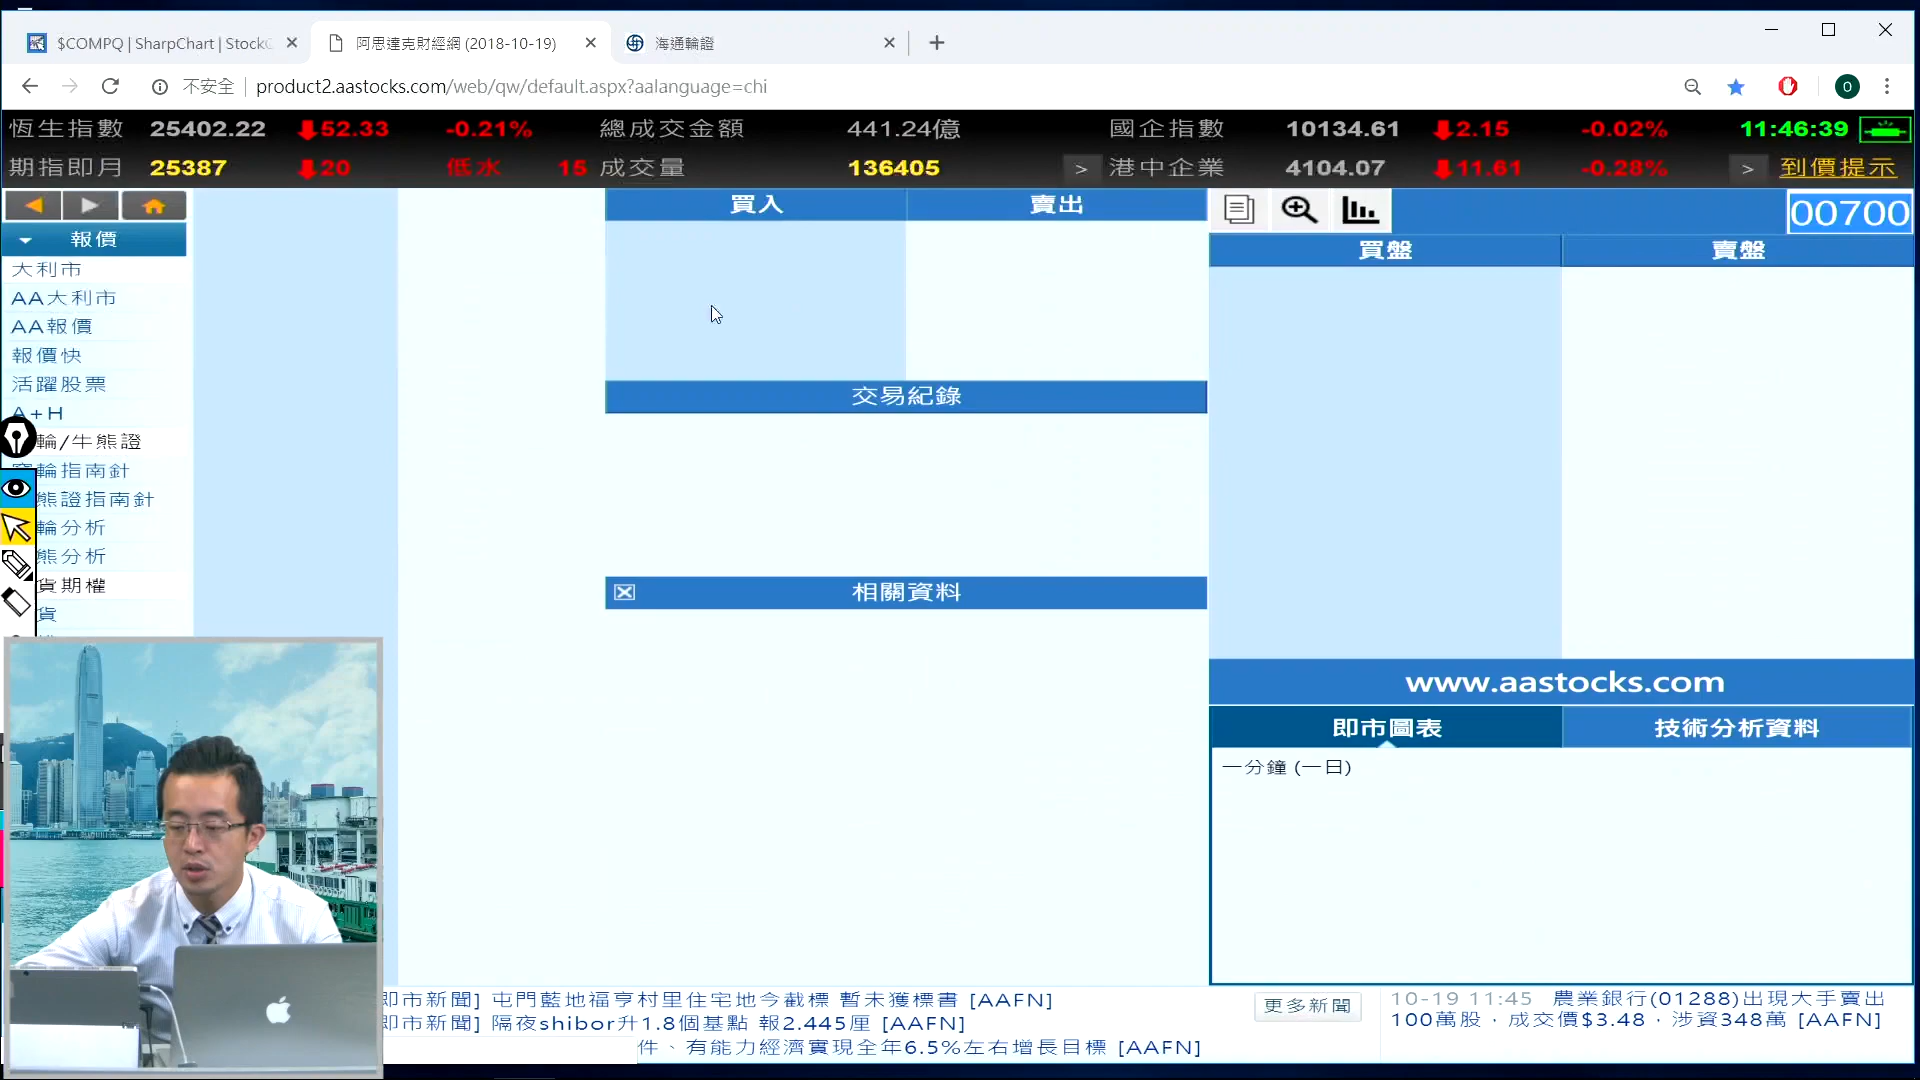 $COMPQ | SharpChart | Stock
阿思達克財經網 (2018-10-19)
海通輪證
不安全
product2.aastocks.com/web/qw/default.aspx?aalanguage=chi
O
恆生指數 25402.22 52.33 -0.21% 總成交金額 441.24億 國企指數 10134.61 2.15 -0.02% 11:46:39
期指即月 25387 20 低水 15 成交量 136405 > 港中企業 4104.07 11.61 -0.28% > 到價提示
報價
大利市
AA大利市
AA報價
報價快
活躍股票
A+H
輪/牛熊證
輪指南針
熊證指南針
輪分析
熊分析
貨期權
貨
買入 賣出
交易紀錄
相關資料
00700
買盤 賣盤
www.aastocks.com
即市圖表 技術分析資料
一分鐘 (一日)
即市新聞] 屯門藍地福亨村里住宅地今截標 暫未獲標書 [AAFN]
即市新聞] 隔夜shibor升1.8個基點 報2.445厘 [AAFN]
件、有能力經濟實現全年6.5%左右增長目標 [AAFN]
更多新聞
10-19 11:45 農業銀行(01288)出現大手賣出
100萬股，成交價$3.48，涉資348萬 [AAFN]